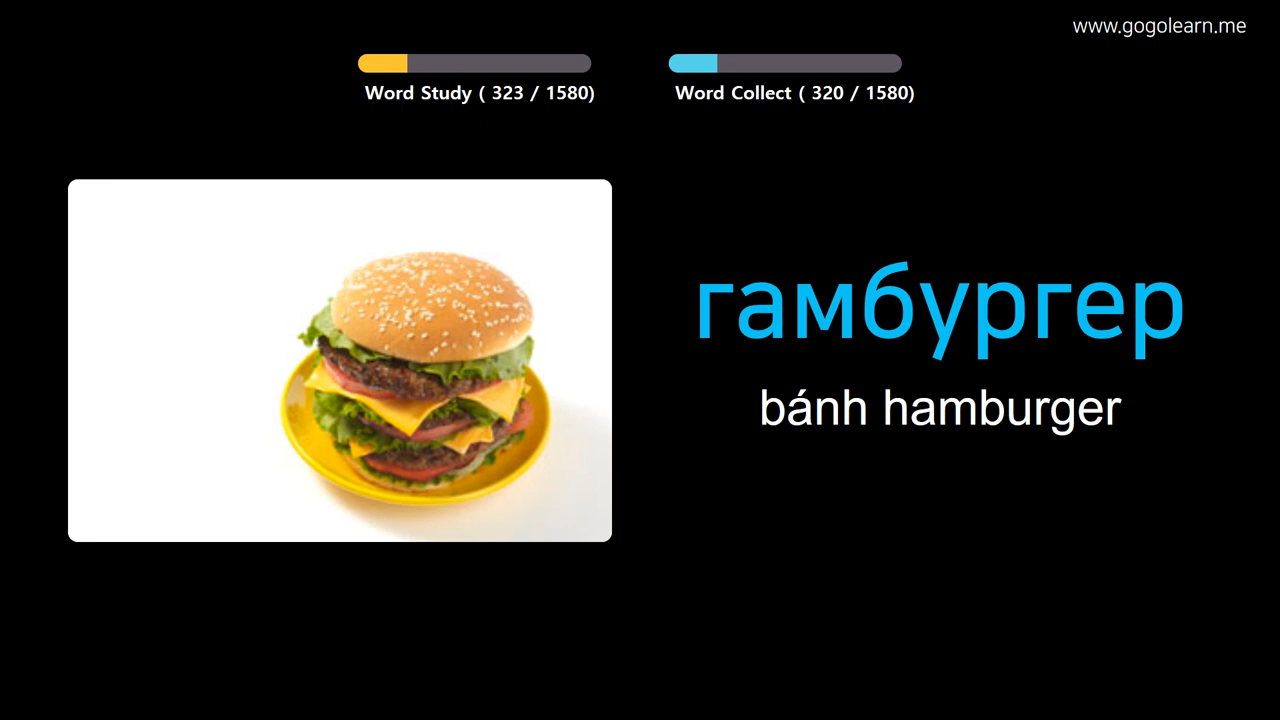 www.gogolearn.me
Word Study ( 323 / 1580)
Word Collect ( 320 / 1580)
гамбургер
bánh hamburger